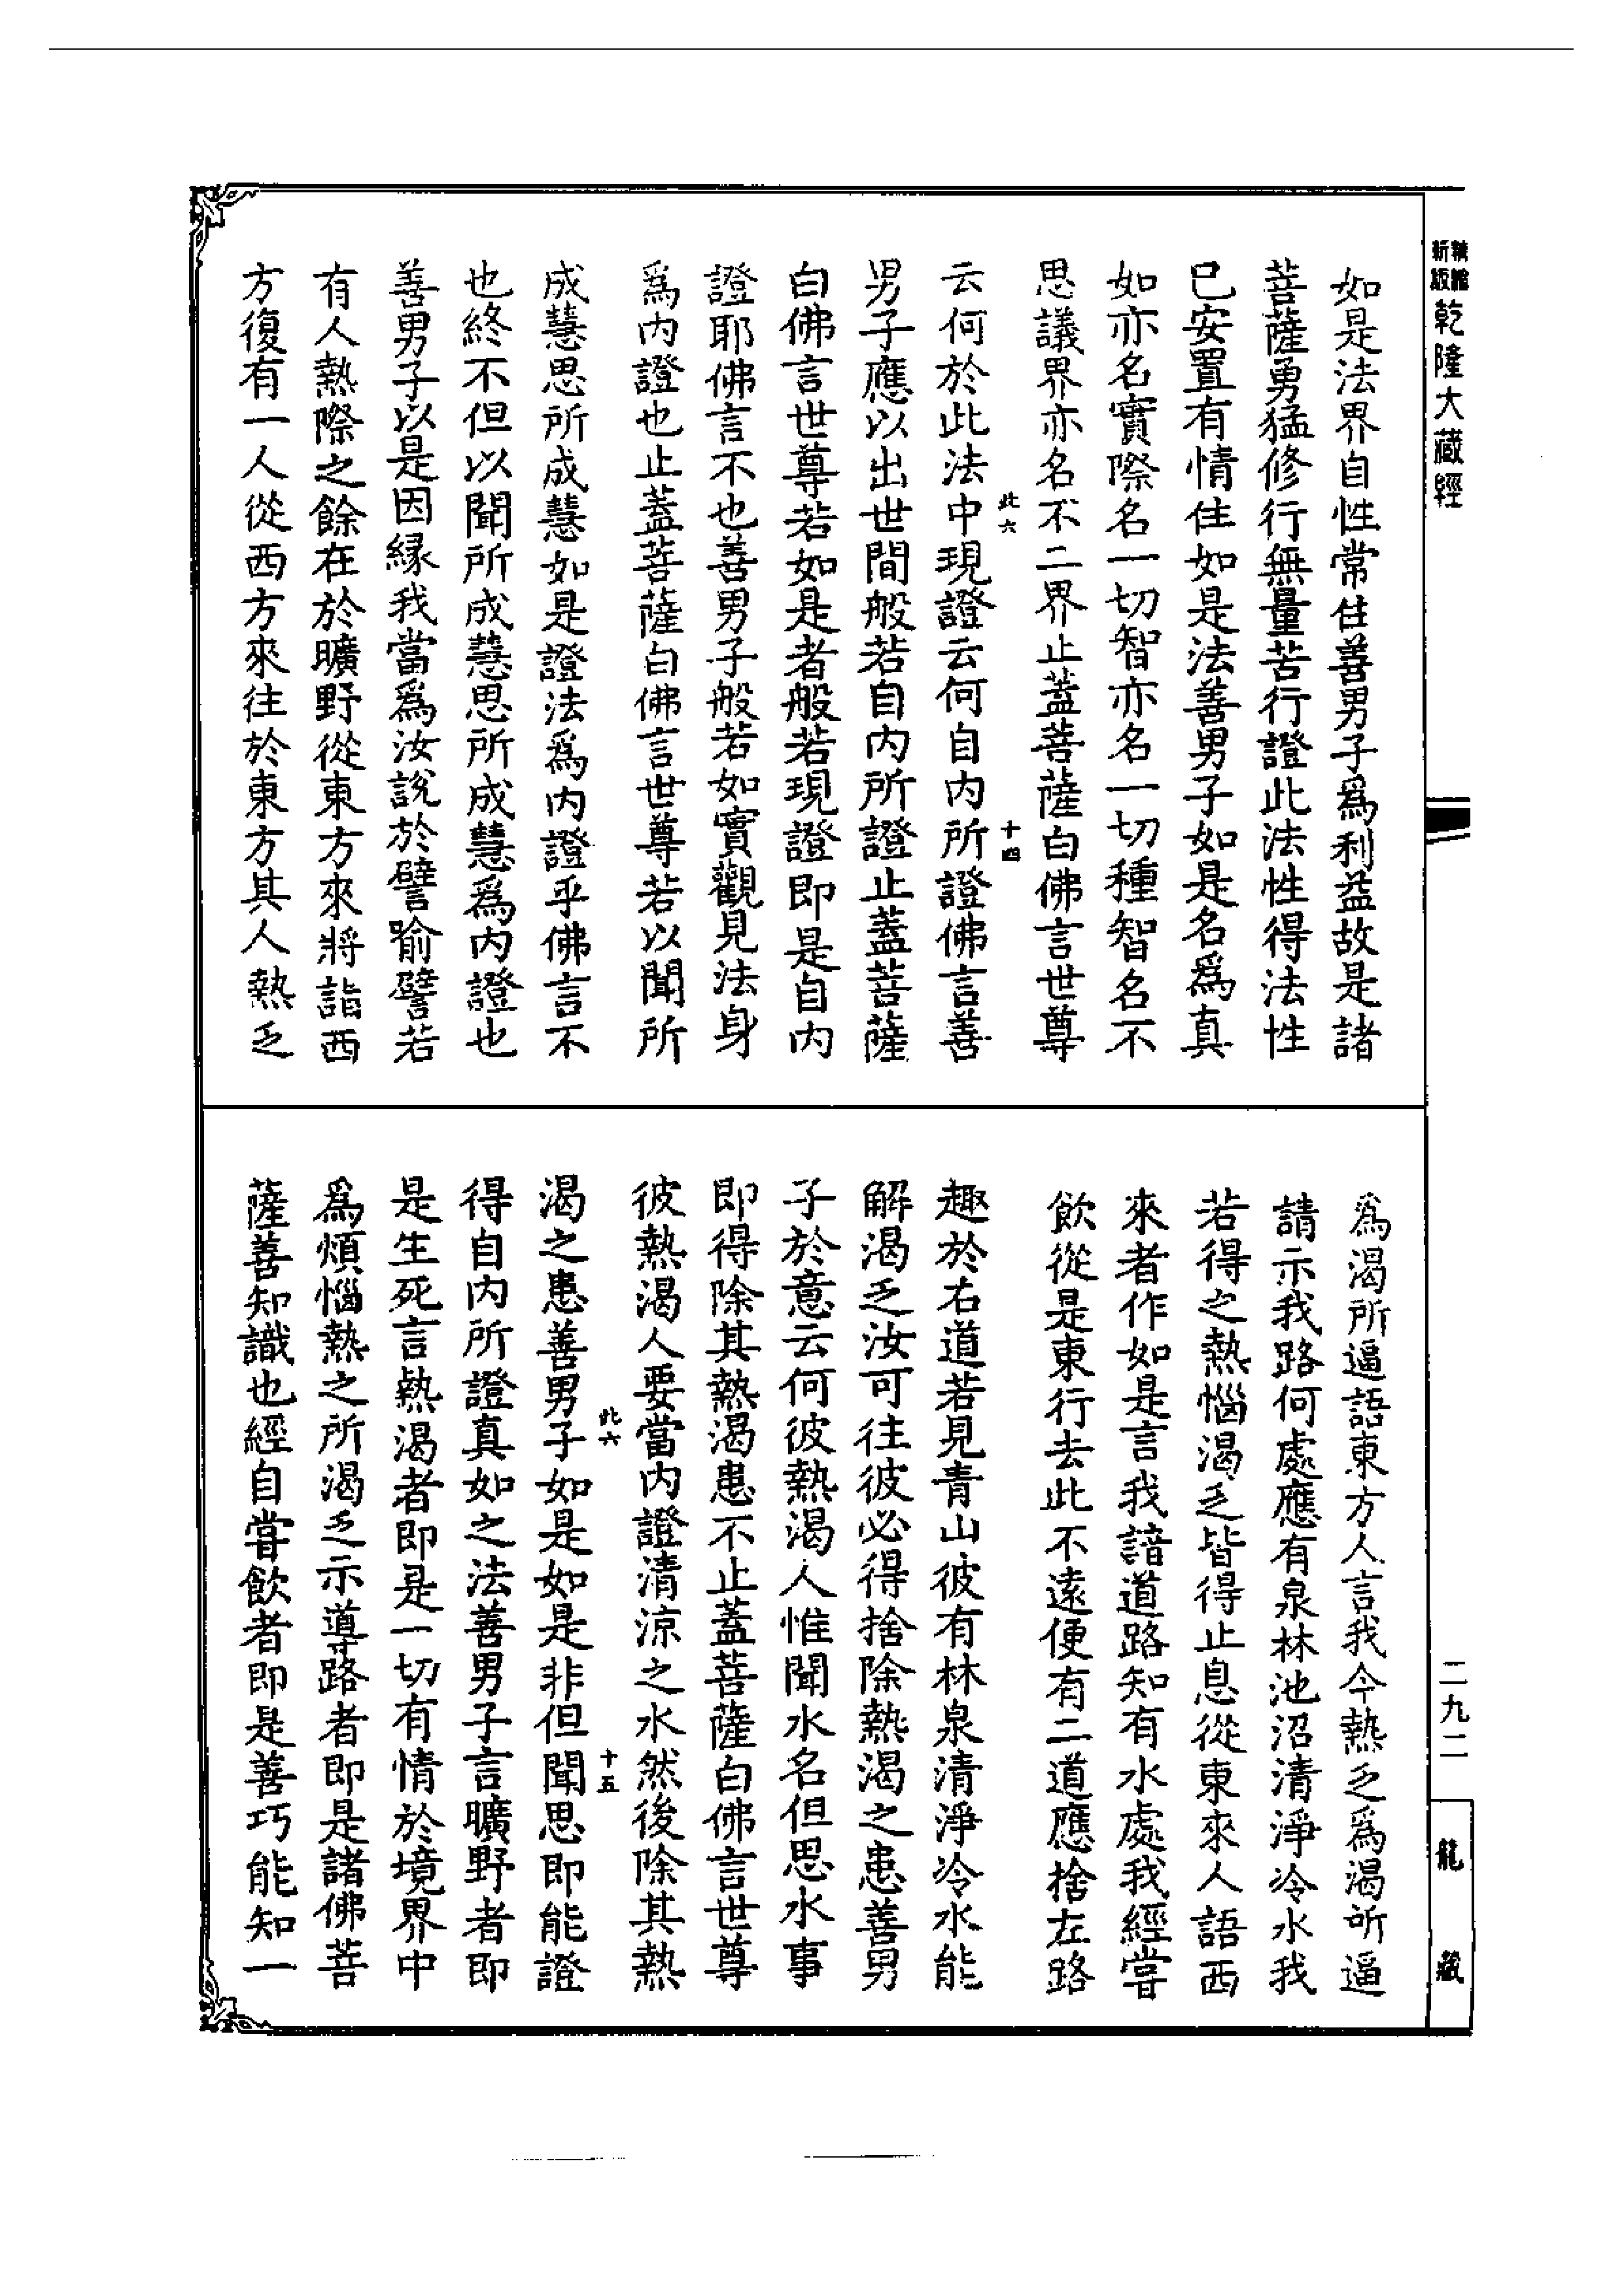 精雕新版乾隆大藏經
如是法界自性常住善男子爲利益故是諸
菩薩勇猛修行無量苦行證此法性得法性
已安置有情住如是法善男子如是名爲真
如亦名實際名一切智亦名一切種智名不
思議界亦名不二界止蓋菩薩白佛言世尊
此六
十四
云何於此法中現證云何自内所證佛言善
男子應以出世間般若自内所證止蓋菩薩
白佛言世尊若如是者般若現證即是自内
證耶佛言不也善男子般若如實觀見法身
爲内證也止蓋菩薩白佛言世尊若以聞所
成慧思所成慧如是證法爲内證乎佛言不
也終不但以聞所成慧思所成慧爲内證也
善男子以是因緣我當爲汝說於譬喻譬若
有人熱際之餘在於曠野從東方來將詣西
方復有一人從西方來往於東方其人熱乏
爲渴所逼語東方人言我今熱乏爲渴所逼
請示我路何處應有泉林池沼清淨冷水我
若得之熱惱渴乏皆得止息從東來人語西
來者作如是言我諳道路知有水處我經嘗
飲從是東行去此不遠便有二道應捨左路
趣於右道若見青山彼有林泉清淨冷水能
解渴乏汝可往彼必得捨除熱渴之患善男
子於意云何彼熱渴人惟聞水名但思水事
即得除其熱渴患不止蓋菩薩白佛言世尊
彼熱渴人要當内證清涼之水然後除其熱
此六
十五
渴之患善男子如是如是非但聞思即能證
得自内所證真如之法善男子言曠野者即
是生死言熱渴者即是一切有情於境界中
爲煩惱熱之所渴乏示導路者即是諸佛菩
薩善知識也經自嘗飲者即是善巧能知一
二九二
龍藏